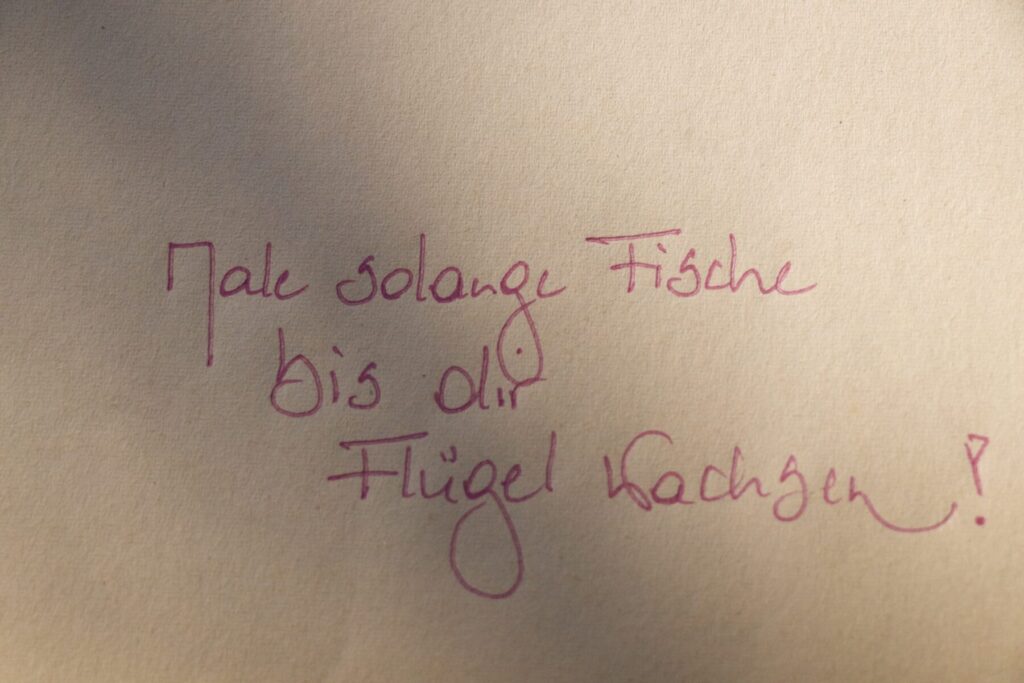 Male solange Fische
bis dir
Flügel wachsen!